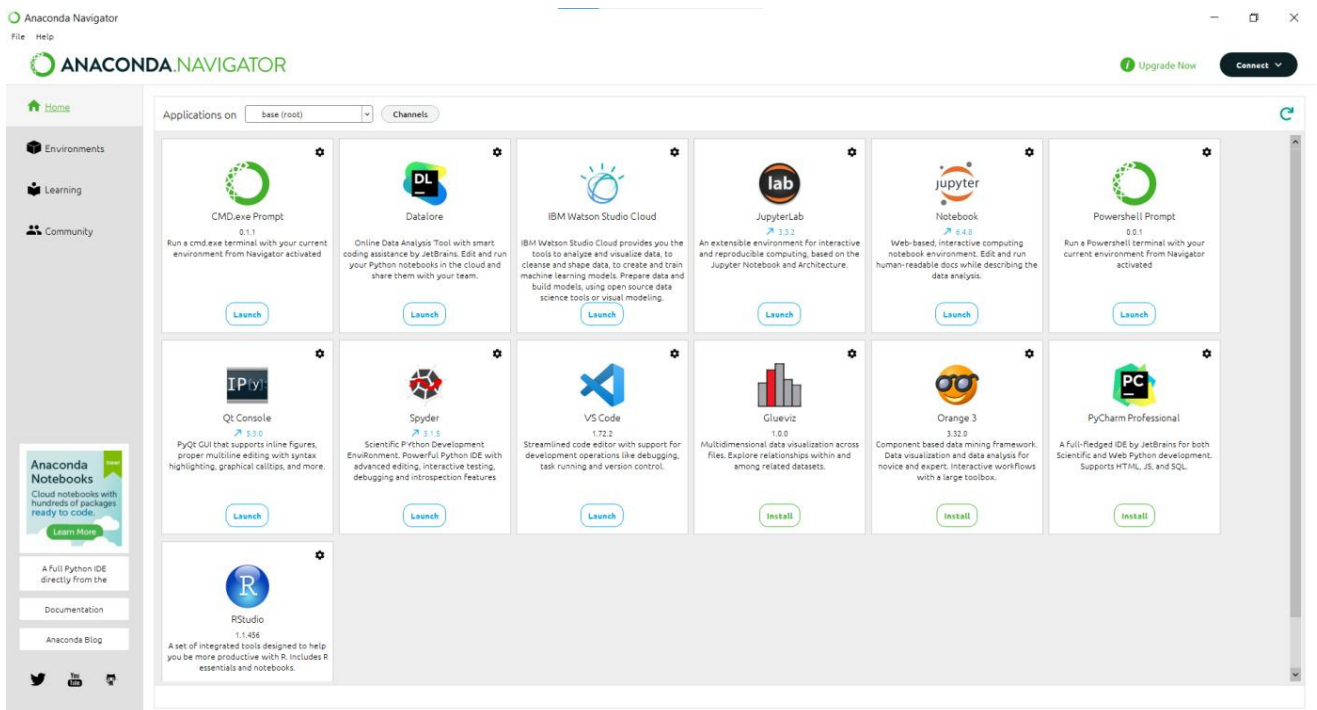 Anaconda Navigator
File Help
ANACONDA.NAVIGATOR
Upgrade Now
Connect
Home
Environments
Learning
Community
Applications on
base (root)
Channels
CMD.exe Prompt
0.1.1
Run a cmd.exe terminal with your current
environment from Navigator activated
Launch
DL
Datalore
Online Data Analysis Tool with smart
coding assistance by JetBrains. Edit and run
your Python notebooks in the cloud and
share them with your team.
Launch
IBM Watson Studio Cloud
IBM Watson Studio Cloud provides you the
tools to analyze and visualize data, to
cleanse and shape data, to create and train
machine learning models. Prepare data and
build models, using open source data
science tools or visual modeling.
Launch
lab
JupyterLab
3.3.2
An extensible environment for interactive
and reproducible computing, based on the
Jupyter Notebook and Architecture.
Launch
jupyter
Notebook
6.4.8
Web-based, interactive computing
notebook environment. Edit and run
human-readable docs while describing the
data analysis.
Launch
Powershell Prompt
0.0.1
Run a Powershell terminal with your
current environment from Navigator
activated
Launch
IP[y]:
Qt Console
5.3.0
PyQt GUI that supports inline figures,
proper multiline editing with syntax
highlighting, graphical calltips, and more.
Launch
Spyder
5.1.5
Scientific PYthon Development
EnviRonment. Powerful Python IDE with
advanced editing, interactive testing,
debugging and introspection features
Launch
VS Code
1.72.2
Streamlined code editor with support for
development operations like debugging,
task running and version control.
Launch
Glueviz
1.0.0
Multidimensional data visualization across
files. Explore relationships within and
among related datasets.
Install
Orange 3
3.32.0
Component based data mining framework.
Data visualization and data analysis for
novice and expert. Interactive workflows
with a large toolbox.
Install
PC
PyCharm Professional
A full-fledged IDE by JetBrains for both
Scientific and Web Python development.
Supports HTML, JS, and SQL.
Install
R
RStudio
1.1.456
A set of integrated tools designed to help
you be more productive with R. Includes R
essentials and notebooks.
Anaconda
Notebooks
Cloud notebooks with
hundreds of packages
ready to code.
Learn More
A full Python IDE
directly from the
Documentation
Anaconda Blog
You
Tube